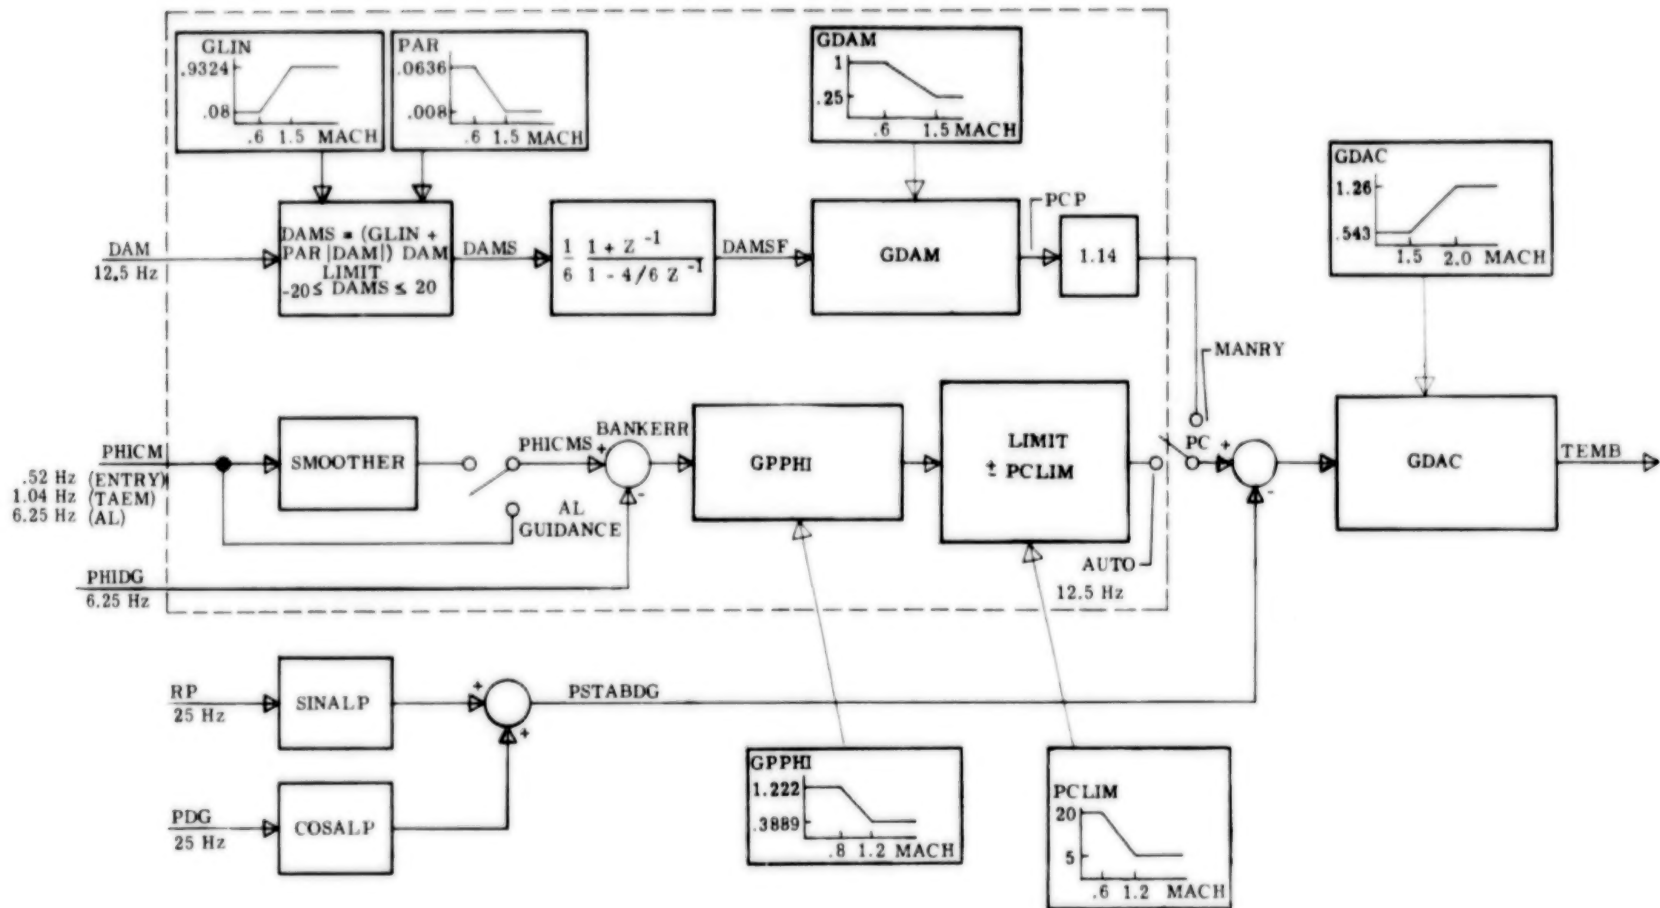 GLIN
.9324
.08
.6 1.5 MACH
PAR
.0636
.008
.6 1.5 MACH
GDAM
1
.25
.6 1.5 MACH
GDAC
1.26
.543
1.5 2.0 MACH
DAM
12.5 Hz
DAMS = (GLIN +
PAR |DAM|) DAM
LIMIT
-20 ≤ DAMS ≤ 20
DAMS
1/6 (1 + Z^-1)/(1 - 4/6 Z^-1)
DAMSF
GDAM
PCP
1.14
MANRY
PHICM
.52 Hz (ENTRY)
1.04 Hz (TAEM)
6.25 Hz (AL)
SMOOTHER
PHICMS +
-
BANKERR
AL
GUIDANCE
GPPHI
LIMIT
± PCLIM
AUTO
12.5 Hz
PC +
-
GDAC
TEMB
PHIDG
6.25 Hz
RP
25 Hz
SINALP
+
+
PSTABDG
PDG
25 Hz
COSALP
GPPHI
1.222
.3889
.8 1.2 MACH
PCLIM
20
5
.6 1.2 MACH